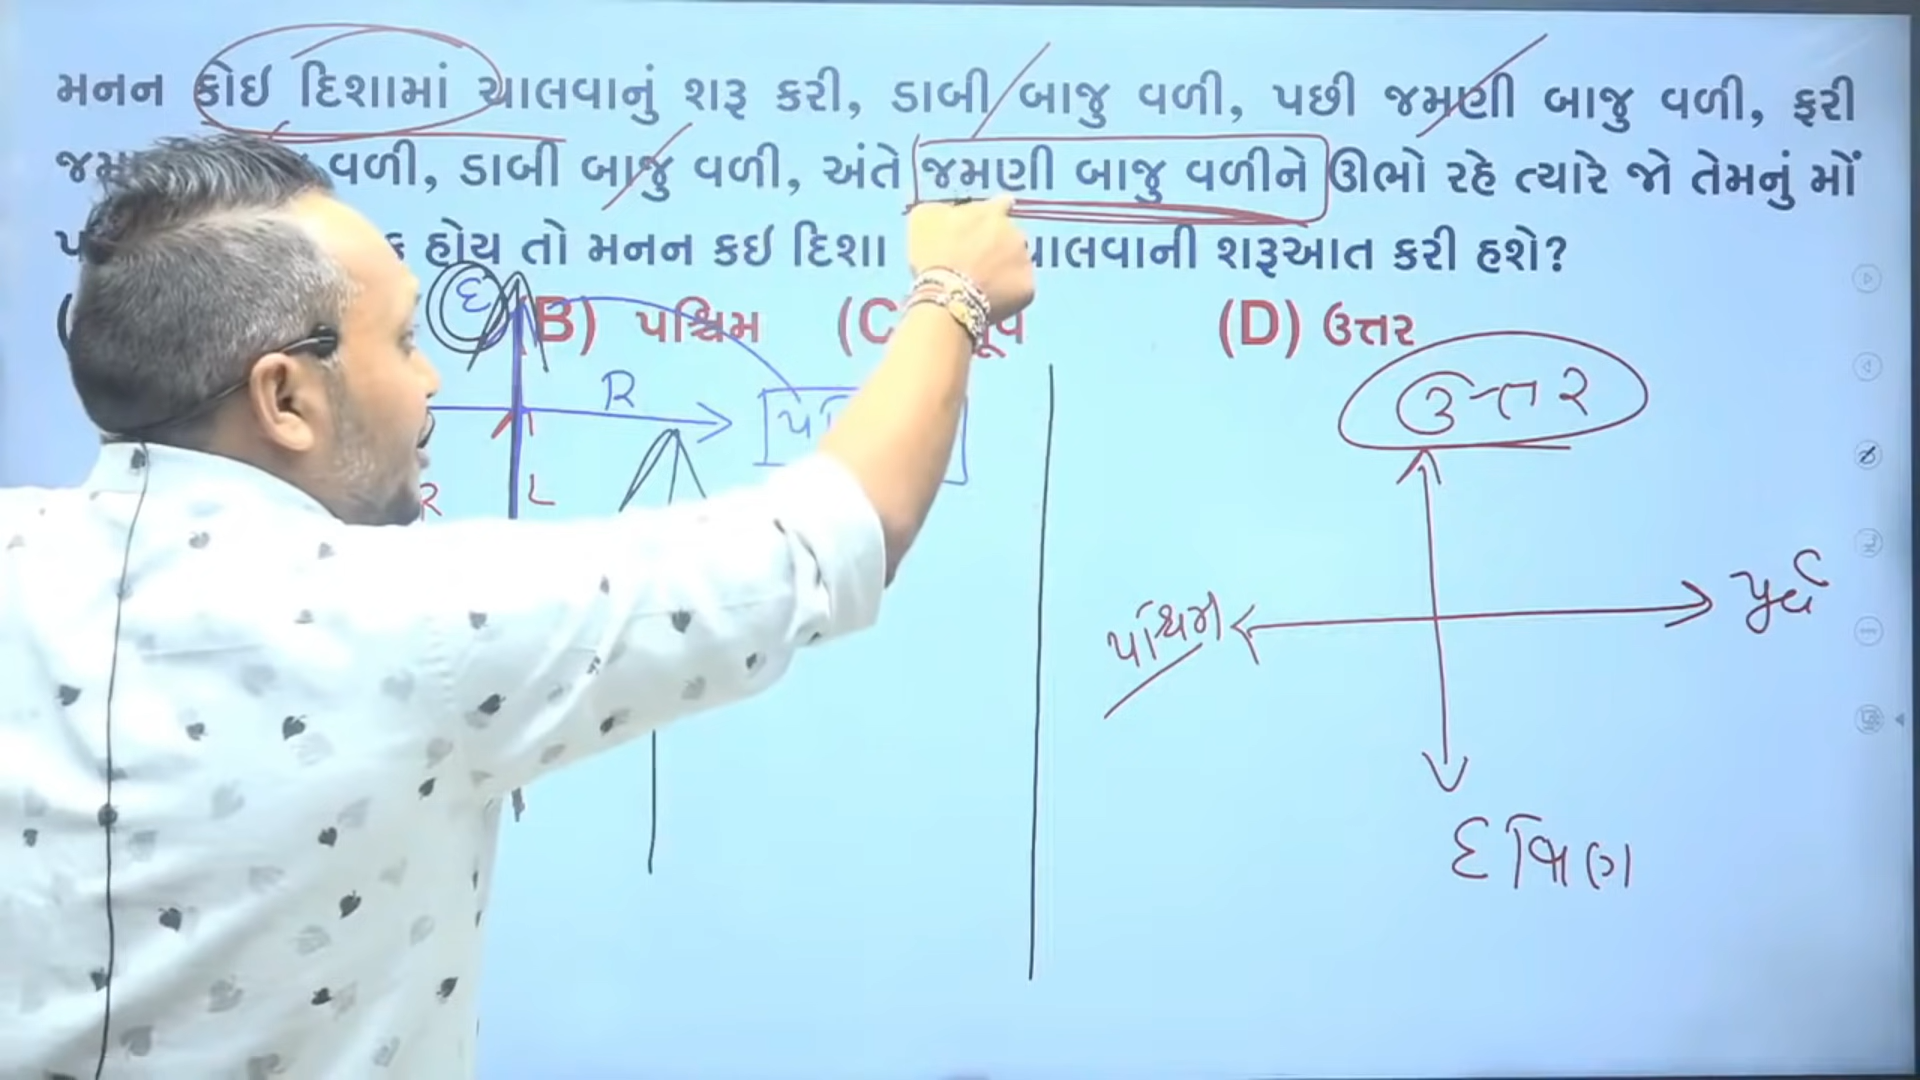 મનન કોઈ દિશામાં ચાલવાનું શરૂ કરી, ડાબી બાજુ વળી, પછી જમણી બાજુ વળી, ફરી
વળી, ડાબી બાજુ વળી, અંતે જમણી બાજુ વળીને ઊભો રહે ત્યારે જો તેમનું મોં
હોય તો મનન કઇ દિશા ચાલવાની શરૂઆત કરી હશે?
(B) પશ્ચિમ (C) (D) ઉત્તર
ઉત્તર
R
R L
પશ્ચિમ પૂર્વ
દક્ષિણ